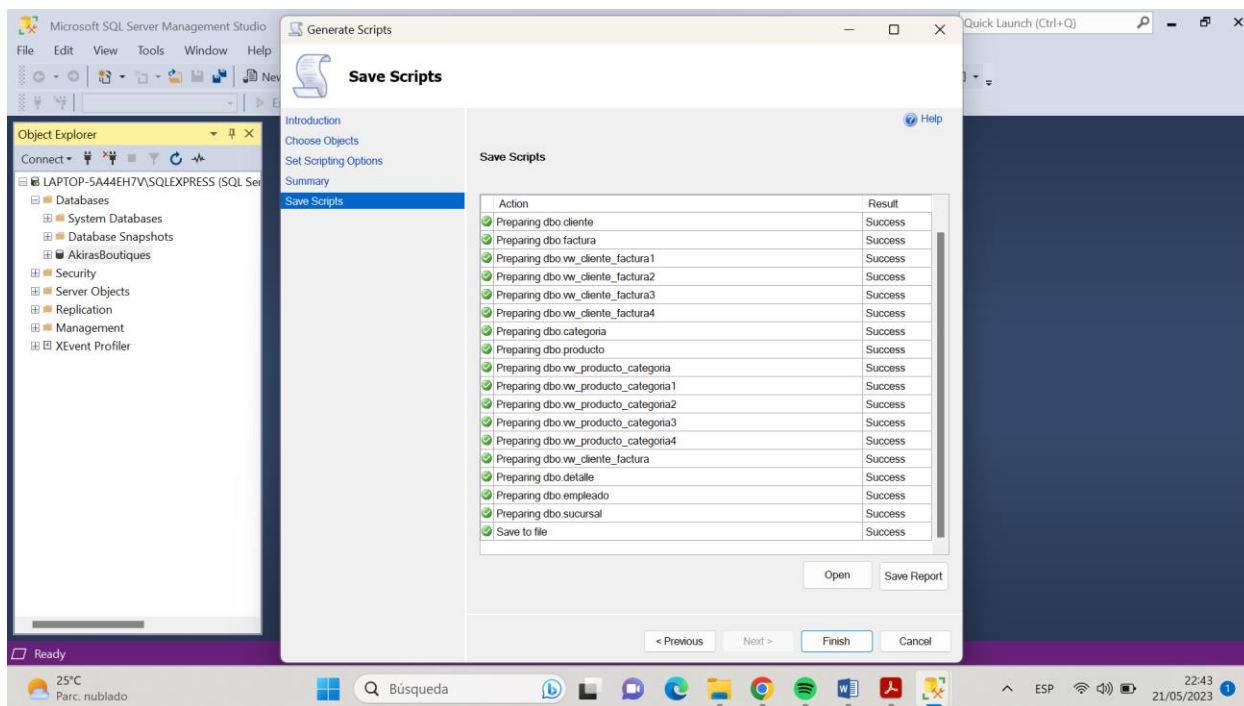 Microsoft SQL Server Management Studio
Quick Launch (Ctrl+Q)
File Edit View Tools Window Help
New
Object Explorer
Connect
LAPTOP-5A44EH7V\SQLEXPRESS (SQL Ser
Databases
System Databases
Database Snapshots
AkirasBoutiques
Security
Server Objects
Replication
Management
XEvent Profiler
Ready
Generate Scripts
Save Scripts
Introduction
Choose Objects
Set Scripting Options
Summary
Save Scripts
Help
Save Scripts
Action Result
Preparing dbo.cliente Success
Preparing dbo.factura Success
Preparing dbo.vw_cliente_factura1 Success
Preparing dbo.vw_cliente_factura2 Success
Preparing dbo.vw_cliente_factura3 Success
Preparing dbo.vw_cliente_factura4 Success
Preparing dbo.categoria Success
Preparing dbo.producto Success
Preparing dbo.vw_producto_categoria Success
Preparing dbo.vw_producto_categoria1 Success
Preparing dbo.vw_producto_categoria2 Success
Preparing dbo.vw_producto_categoria3 Success
Preparing dbo.vw_producto_categoria4 Success
Preparing dbo.vw_cliente_factura Success
Preparing dbo.detalle Success
Preparing dbo.empleado Success
Preparing dbo.sucursal Success
Save to file Success
Open Save Report
< Previous Next > Finish Cancel
25°C
Parc. nublado
Búsqueda
ESP
22:43
21/05/2023
1